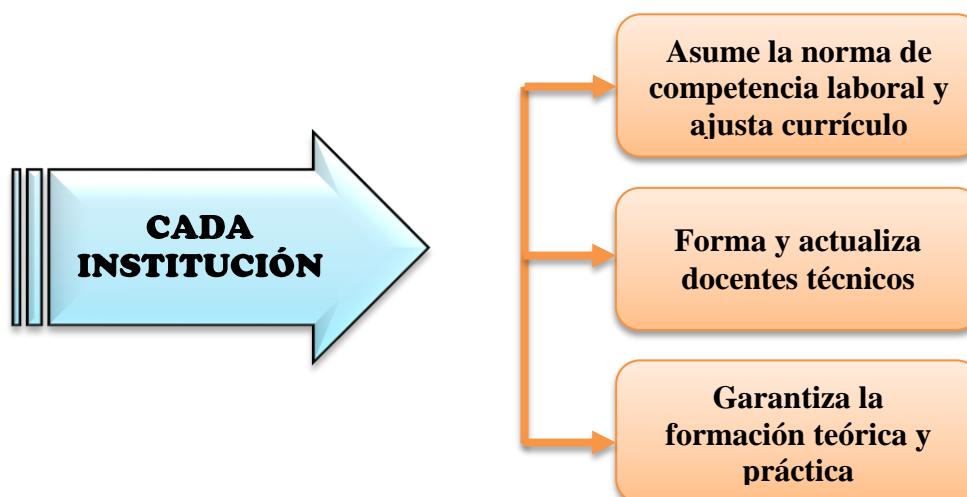 CADA
INSTITUCIÓN
Asume la norma de
competencia laboral y
ajusta currículo
Forma y actualiza
docentes técnicos
Garantiza la
formación teórica y
práctica